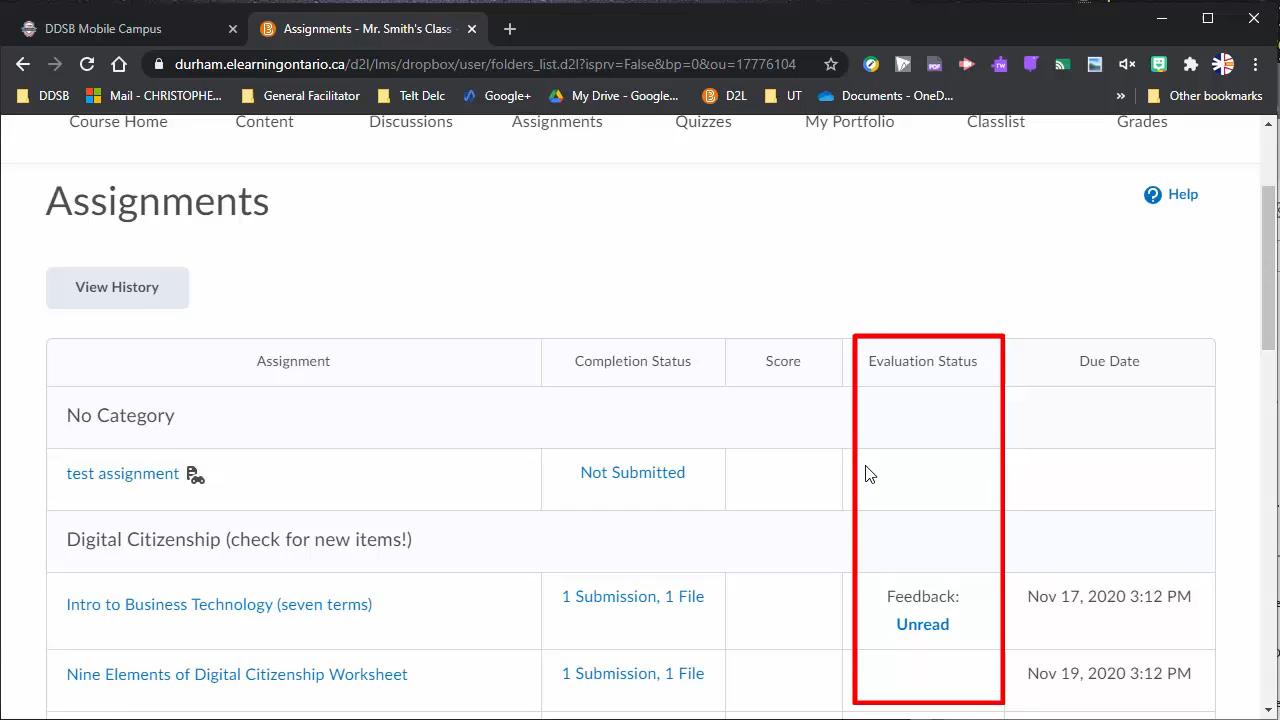 DDSB Mobile Campus
Assignments - Mr. Smith's Class
durham.elearningontario.ca/d2l/lms/dropbox/user/folders_list.d2l?isprv=False&bp=0&ou=17776104
DDSB Mail - CHRISTOPHE... General Facilitator Telt Delc Google+ My Drive - Google... D2L UT Documents - OneD... » Other bookmarks
Course Home Content Discussions Assignments Quizzes My Portfolio Classlist Grades
Assignments
Help
View History
Assignment Completion Status Score Evaluation Status Due Date
No Category
test assignment Not Submitted
Digital Citizenship (check for new items!)
Intro to Business Technology (seven terms) 1 Submission, 1 File Feedback: Nov 17, 2020 3:12 PM
Unread
Nine Elements of Digital Citizenship Worksheet 1 Submission, 1 File Nov 19, 2020 3:12 PM